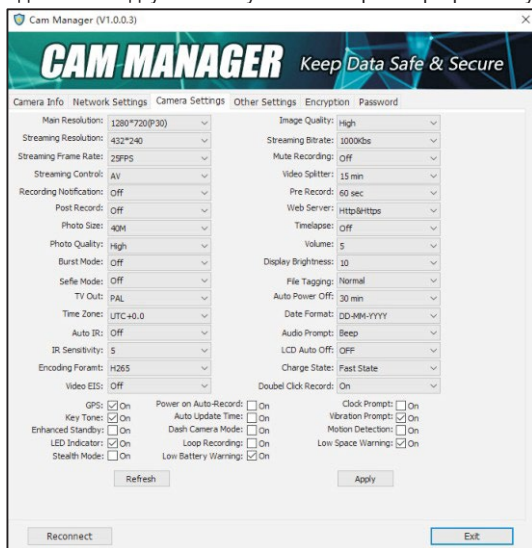 Cam Manager (V1.0.0.3)
CAM MANAGER Keep Data Safe & Secure
Camera Info Network Settings Camera Settings Other Settings Encryption Password
Main Resolution: 1280*720(P30) Image Quality: High
Streaming Resolution: 432*240 Streaming Bitrate: 1000Kbs
Streaming Frame Rate: 25FPS Mute Recording: Off
Streaming Control: AV Video Splitter: 15 min
Recording Notification: Off Pre Record: 60 sec
Post Record: Off Web Server: Http&Https
Photo Size: 40M Timelapse: Off
Photo Quality: High Volume: 5
Burst Mode: Off Display Brightness: 10
Sefie Mode: Off File Tagging: Normal
TV Out: PAL Auto Power Off: 30 min
Time Zone: UTC+0.0 Date Format: DD-MM-YYYY
Auto IR: Off Audio Prompt: Beep
IR Sensitivity: 5 LCD Auto Off: OFF
Encoding Foramt: H265 Charge State: Fast State
Video EIS: Off Doubel Click Record: On
GPS: On Power on Auto-Record: On Clock Prompt: On
Key Tone: On Auto Update Time: On Vibration Prompt: On
Enhanced Standby: On Dash Camera Mode: On Motion Detection: On
LED Indicator: On Loop Recording: On Low Space Warning: On
Stealth Mode: On Low Battery Warning: On
Refresh Apply
Reconnect Exit